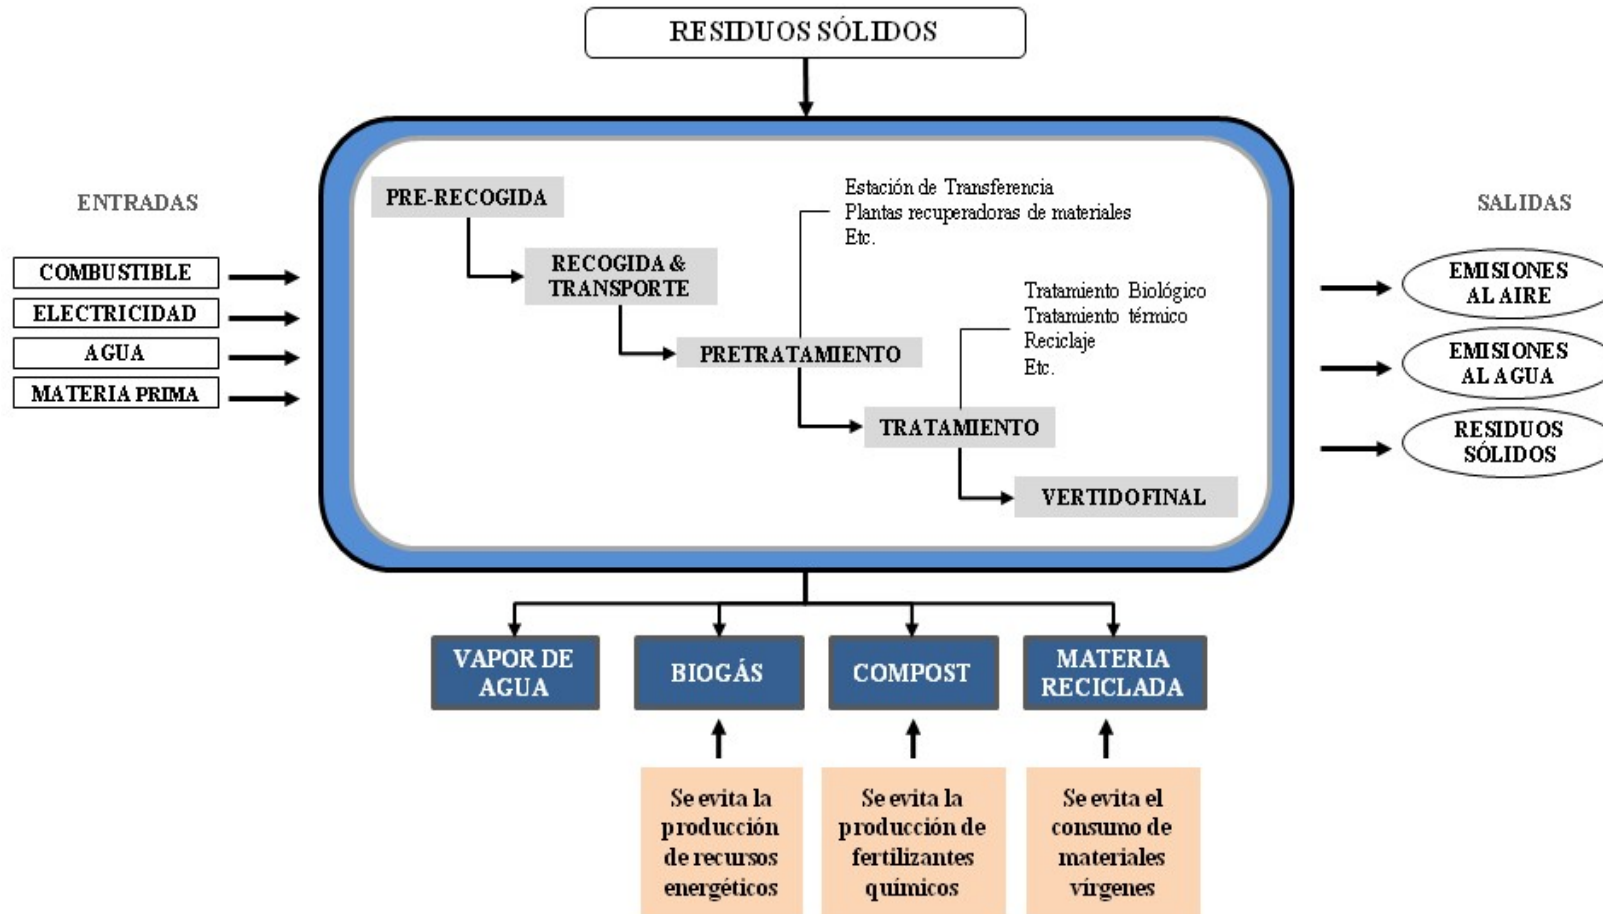 RESIDUOS SÓLIDOS
ENTRADAS
COMBUSTIBLE
ELECTRICIDAD
AGUA
MATERIA PRIMA
PRE-RECOGIDA
RECOGIDA &
TRANSPORTE
PRETRATAMIENTO
Estación de Transferencia
Plantas recuperadoras de materiales
Etc.
TRATAMIENTO
Tratamiento Biológico
Tratamiento térmico
Reciclaje
Etc.
VERTIDO FINAL
SALIDAS
EMISIONES
AL AIRE
EMISIONES
AL AGUA
RESIDUOS
SÓLIDOS
VAPOR DE
AGUA
BIOGÁS
COMPOST
MATERIA
RECICLADA
Se evita la
producción
de recursos
energéticos
Se evita la
producción de
fertilizantes
químicos
Se evita el
consumo de
materiales
vírgenes